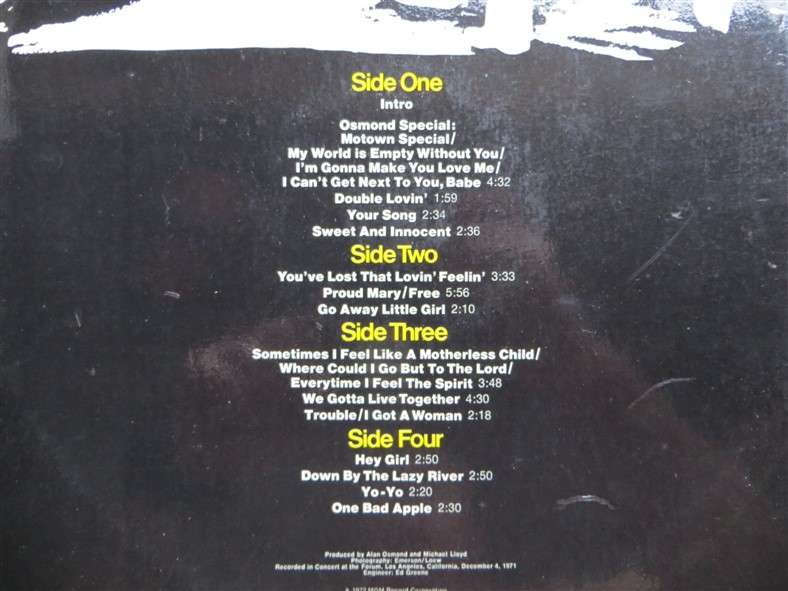 Side One
Intro
Osmond Special:
Motown Special/
My World is Empty Without You/
I'm Gonna Make You Love Me/
I Can't Get Next To You, Babe 4:32
Double Lovin' 1:59
Your Song 2:34
Sweet And Innocent 2:36
Side Two
You've Lost That Lovin' Feelin' 3:33
Proud Mary/Free 5:56
Go Away Little Girl 2:10
Side Three
Sometimes I Feel Like A Motherless Child/
Where Could I Go But To The Lord/
Everytime I Feel The Spirit 3:48
We Gotta Live Together 4:30
Trouble/I Got A Woman 2:18
Side Four
Hey Girl 2:50
Down By The Lazy River 2:50
Yo-Yo 2:20
One Bad Apple 2:30
Produced by Alan Osmond and Michael Lloyd
Photography: Emerson/Loew
Recorded in Concert at the Forum, Los Angeles, California, December 4, 1971
Engineer: Ed Greene
1972 MGM Record Corporation